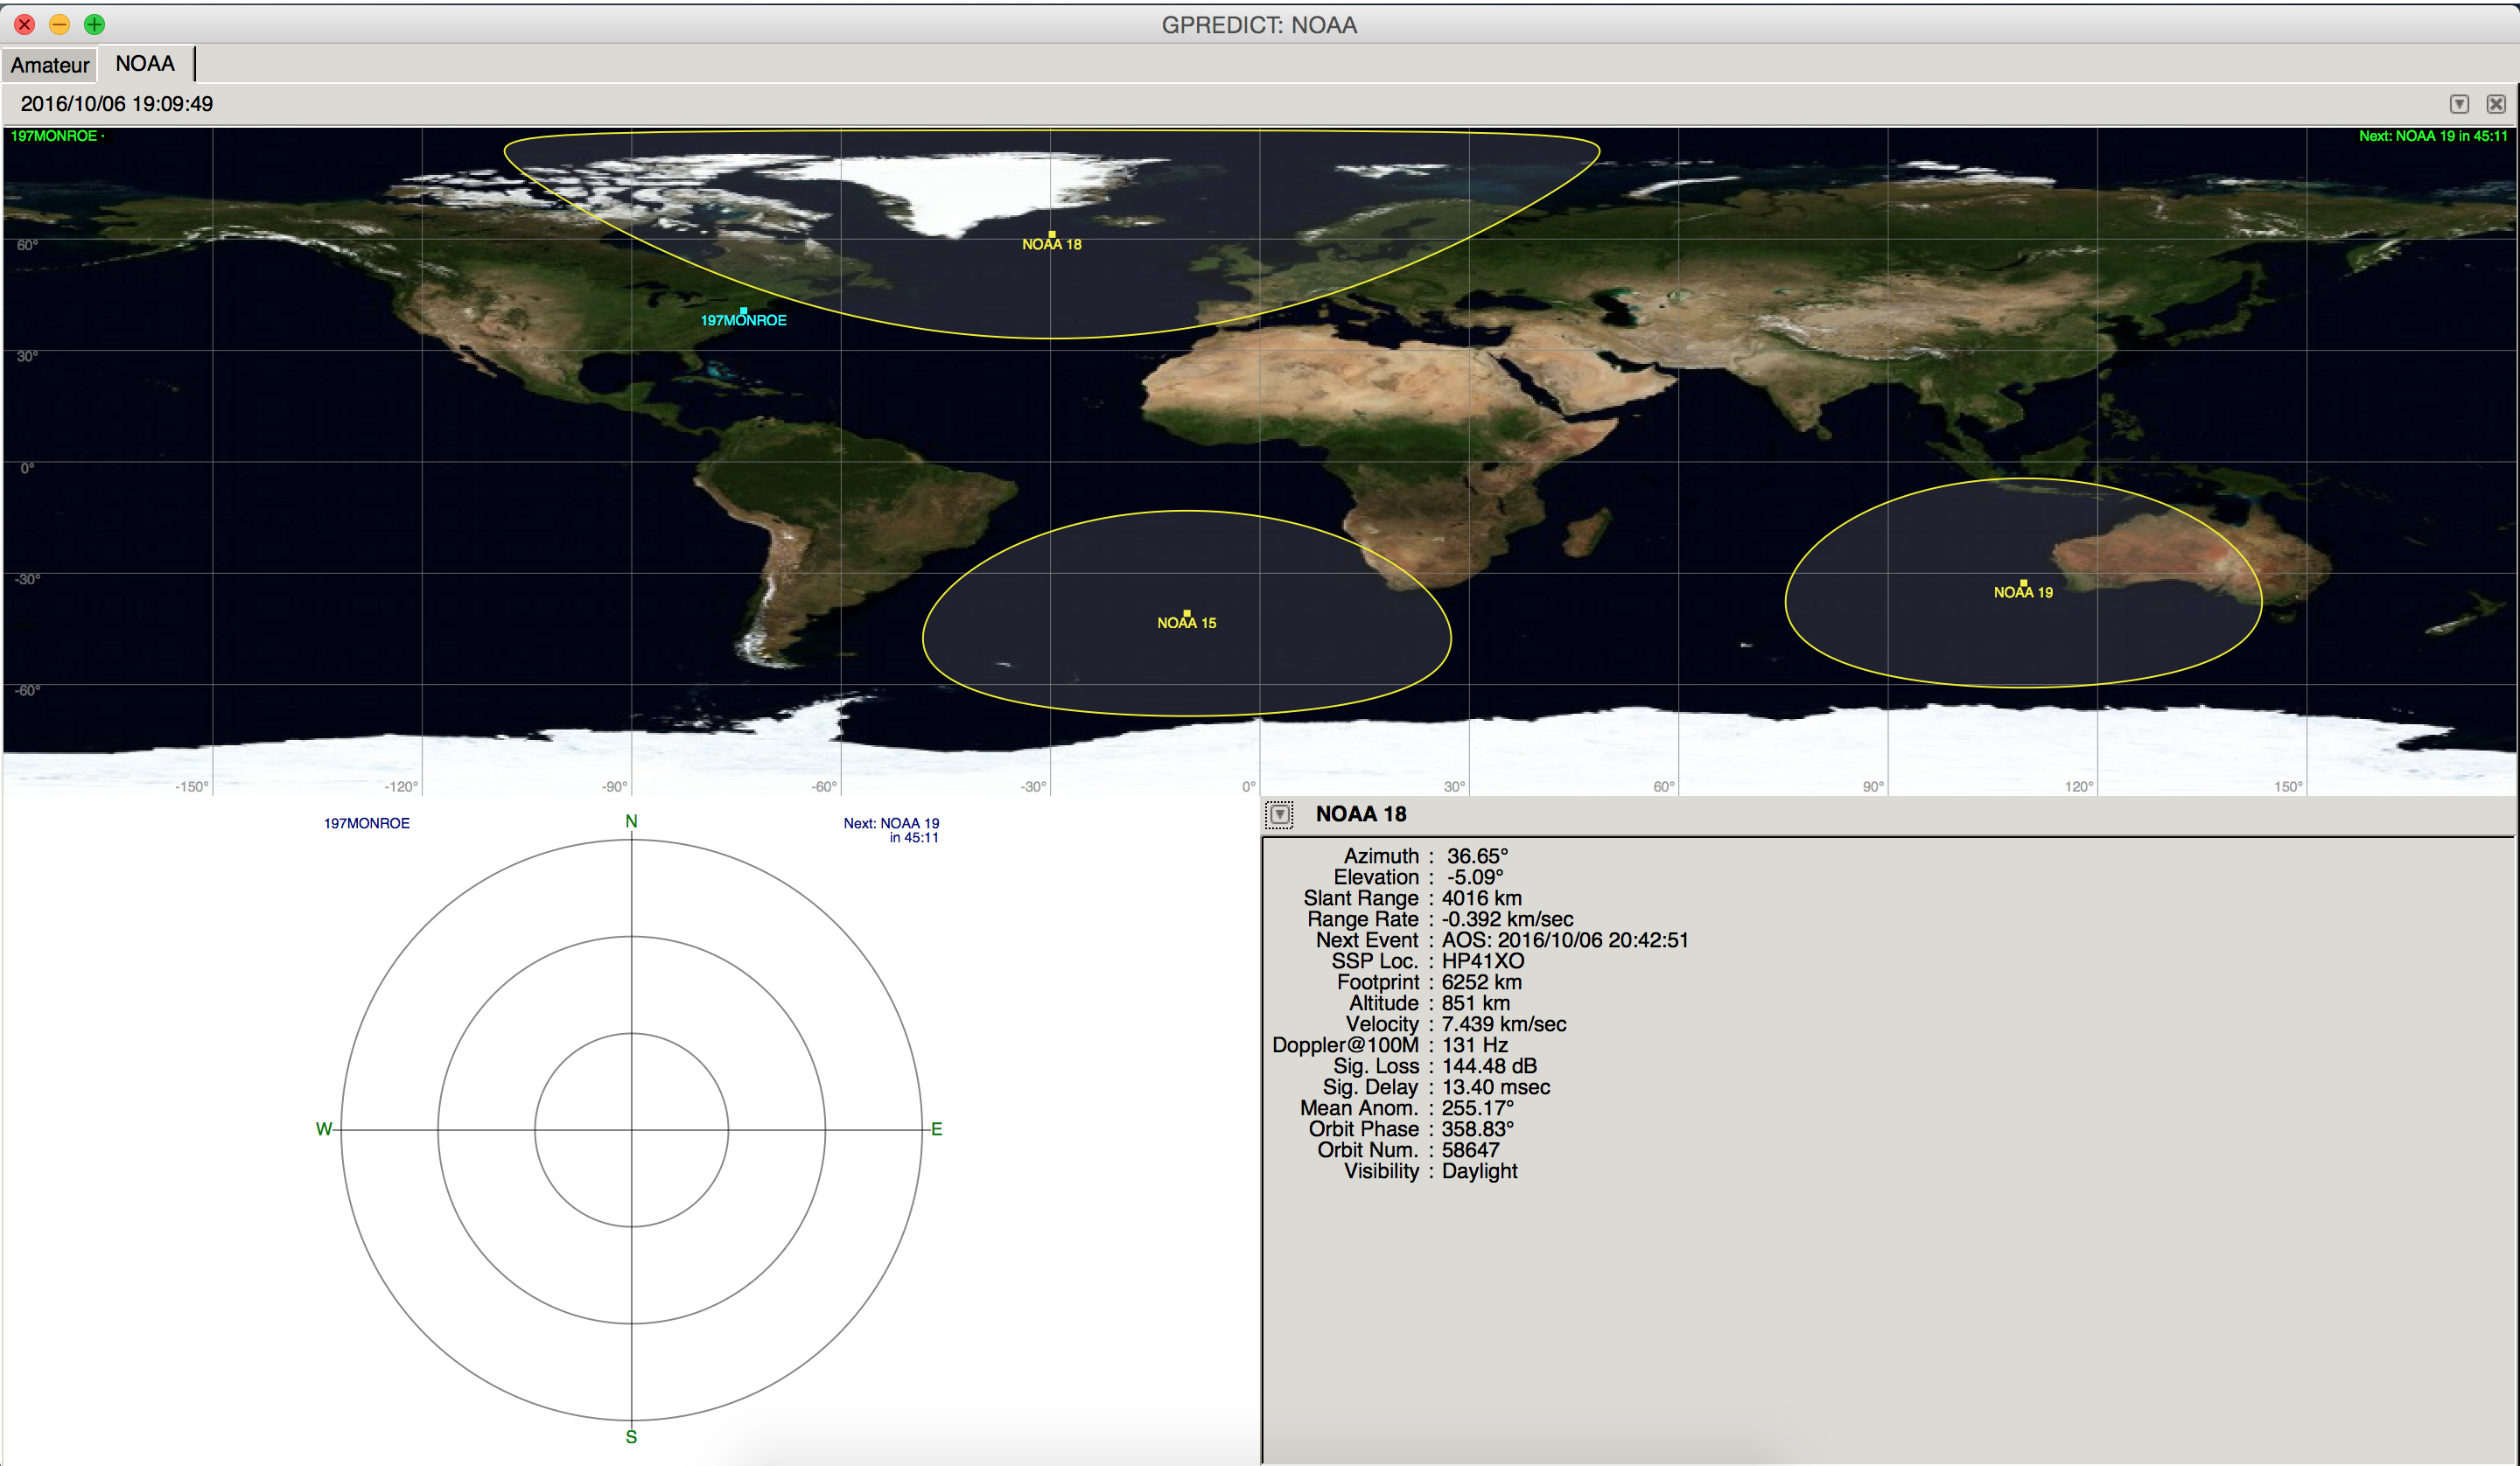 GPREDICT: NOAA
Amateur NOAA
2016/10/06 19:09:49
197MONROE ·
Next: NOAA 19 in 45:11
60°
NOAA 18
197MONROE
30°
0°
-30°
NOAA 19
NOAA 15
-60°
-150° -120° -90° -60° -30° 0° 30° 60° 90° 120° 150°
197MONROE
N
Next: NOAA 19
in 45:11
W
E
S
NOAA 18
Azimuth : 36.65°
Elevation : -5.09°
Slant Range : 4016 km
Range Rate : -0.392 km/sec
Next Event : AOS: 2016/10/06 20:42:51
SSP Loc. : HP41XO
Footprint : 6252 km
Altitude : 851 km
Velocity : 7.439 km/sec
Doppler@100M : 131 Hz
Sig. Loss : 144.48 dB
Sig. Delay : 13.40 msec
Mean Anom. : 255.17°
Orbit Phase : 358.83°
Orbit Num. : 58647
Visibility : Daylight